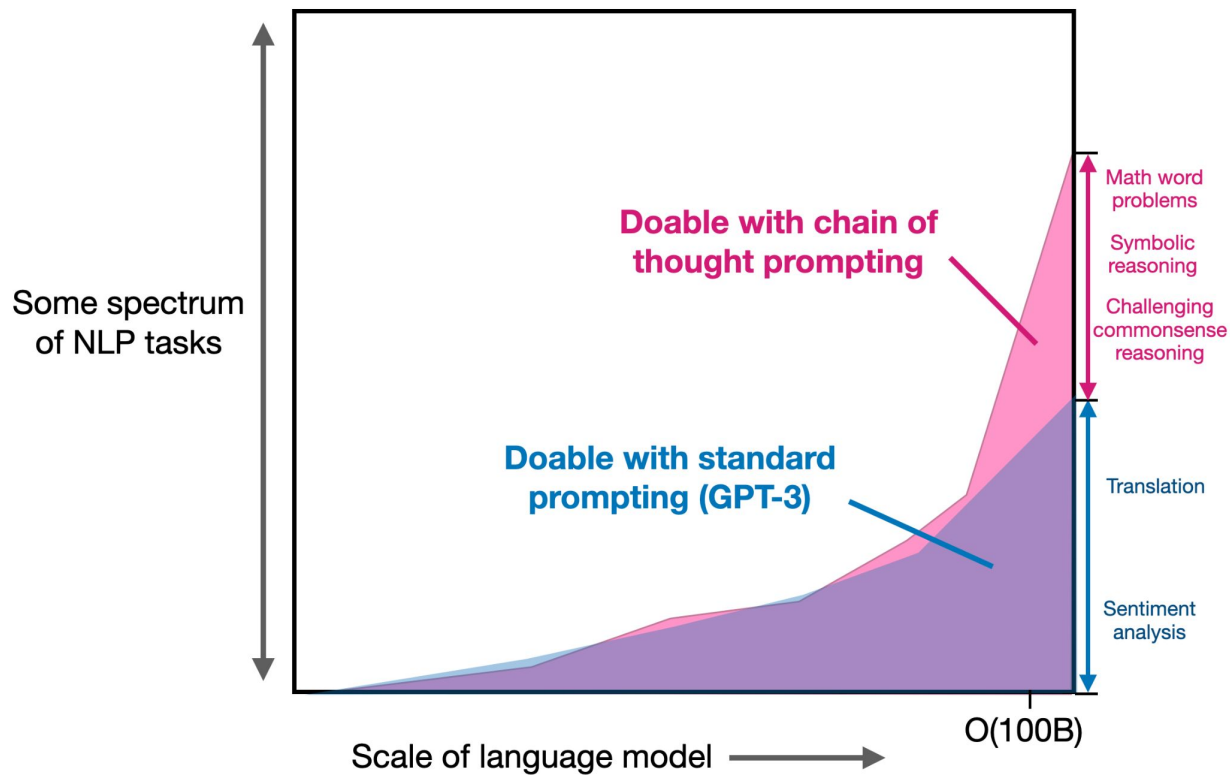 Some spectrum
of NLP tasks
Doable with chain of
thought prompting
Doable with standard
prompting (GPT-3)
Math word
problems
Symbolic
reasoning
Challenging
commonsense
reasoning
Translation
Sentiment
analysis
O(100B)
Scale of language model